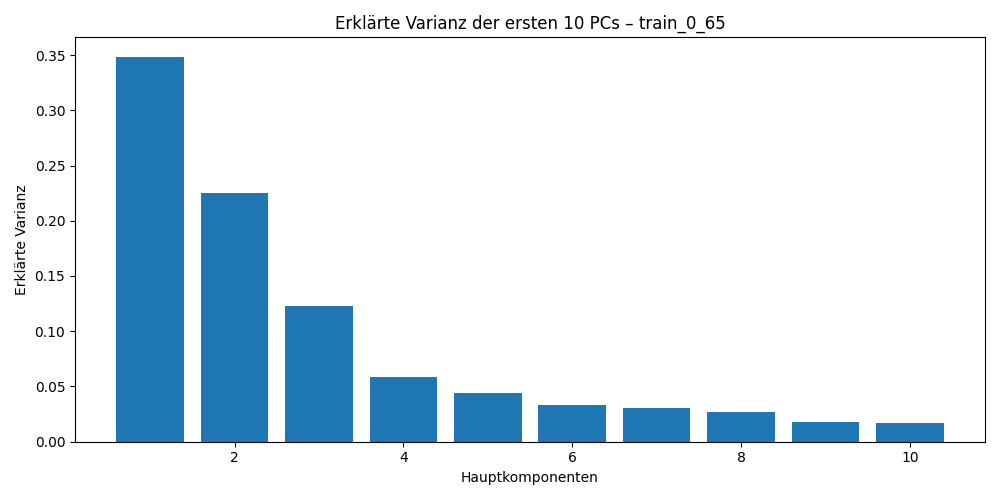 Erklärte Varianz der ersten 10 PCs – train_0_65
Erklärte Varianz
0.35
0.30
0.25
0.20
0.15
0.10
0.05
0.00
2 4 6 8 10
Hauptkomponenten